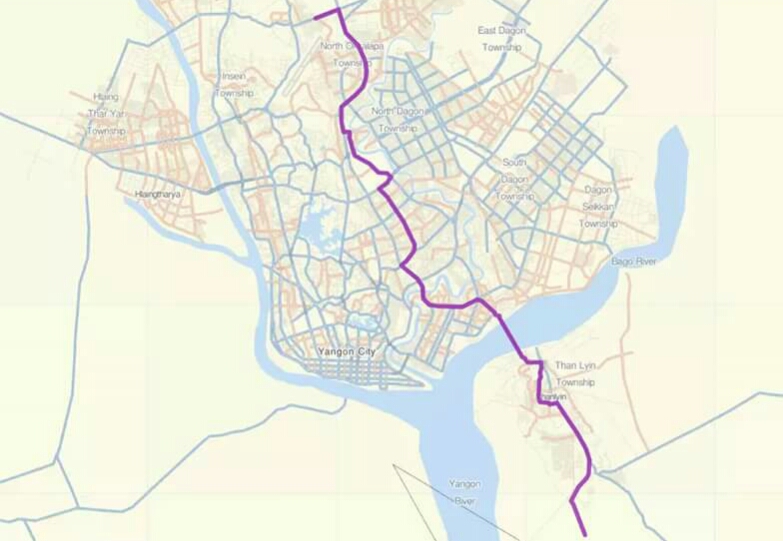 East Dagon
Township
North Okkalapa
Township
Insein
Township
Hlaing
Thar Yar
Township
North Dagon
Township
South
Dagon
Township
Hlaingtharya
Dagon
Seikkan
Township
Bago River
Yangon City
Than Lyin
Township
Thanlyin
Yangon
River